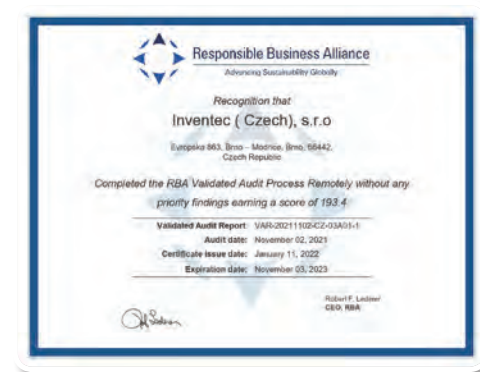 Responsible Business Alliance
Advancing Sustainability Globally
Recognition that
Inventec ( Czech), s.r.o
Evropska 863, Brno – Modrice, Brno, 66442,
Czech Republic
Completed the RBA Validated Audit Process Remotely without any
priority findings earning a score of 193.4
Validated Audit Report: VAR-20211102-CZ-03A01-1
Audit date: November 02, 2021
Certificate issue date: January 11, 2022
Expiration date: November 03, 2023
Robert F. Lederer
CEO, RBA